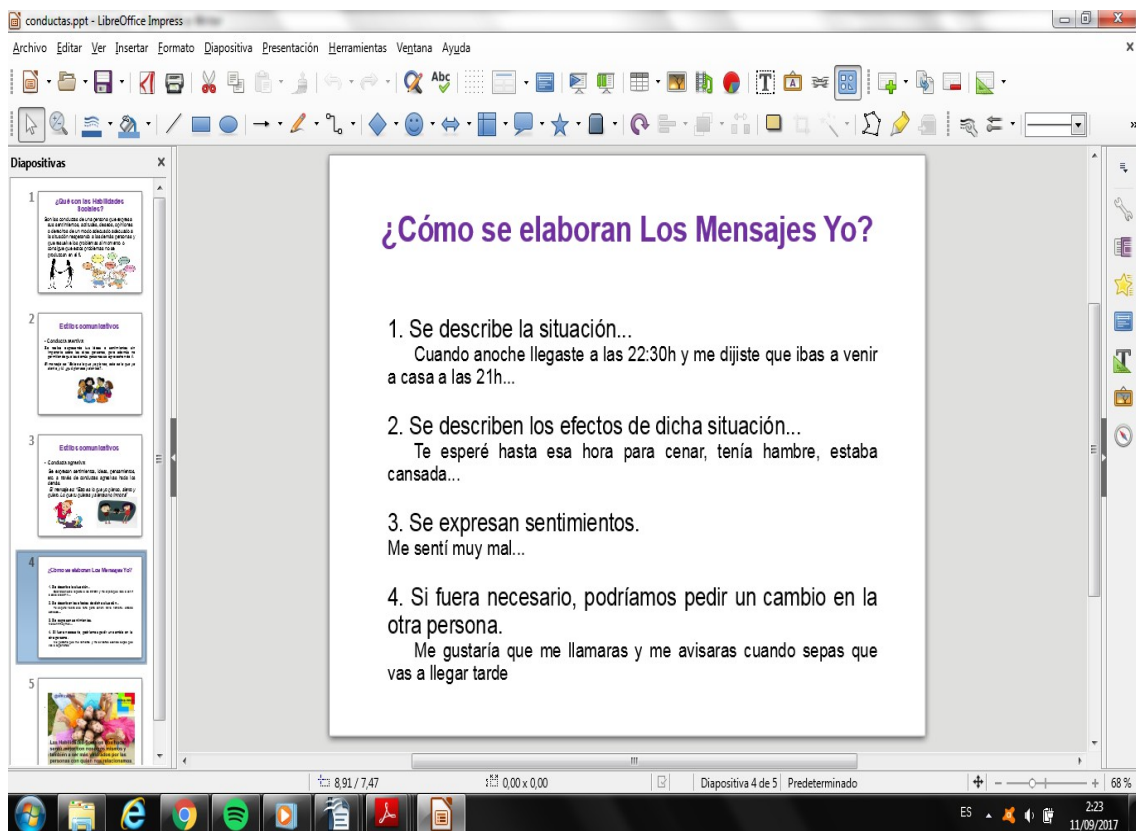 conductas.ppt - LibreOffice Impress
Archivo Editar Ver Insertar Formato Diapositiva Presentación Herramientas Ventana Ayuda
Diapositivas
1
¿Qué son las Habilidades
Sociales?
2
Estilos comunicativos
3
Estilos comunicativos
4
¿Cómo se elaboran Los Mensajes Yo?
5
¿Cómo se elaboran Los Mensajes Yo?
1. Se describe la situación...
Cuando anoche llegaste a las 22:30h y me dijiste que ibas a venir
a casa a las 21h...
2. Se describen los efectos de dicha situación...
Te esperé hasta esa hora para cenar, tenía hambre, estaba
cansada...
3. Se expresan sentimientos.
Me sentí muy mal...
4. Si fuera necesario, podríamos pedir un cambio en la
otra persona.
Me gustaría que me llamaras y me avisaras cuando sepas que
vas a llegar tarde
8,91 / 7,47
0,00 x 0,00
Diapositiva 4 de 5
Predeterminado
68 %
ES
2:23
11/09/2017